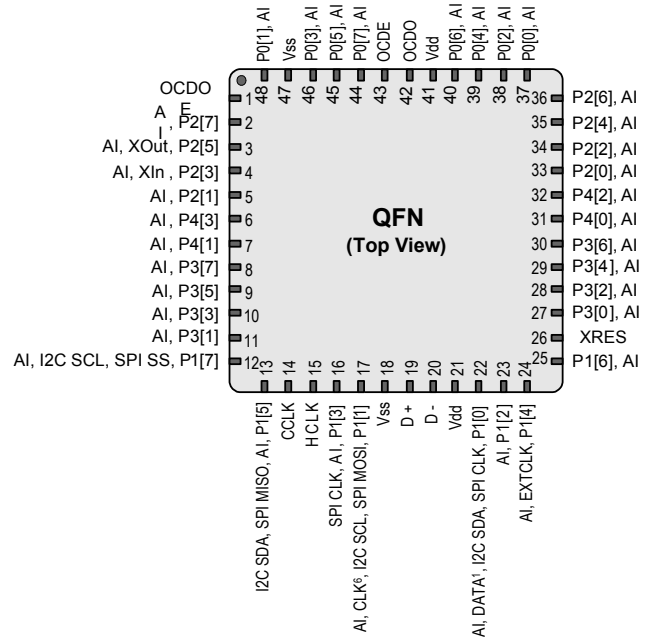 P0[1], AI
Vss
P0[3], AI
P0[5], AI
P0[7], AI
OCDE
OCDO
Vdd
P0[6], AI
P0[4], AI
P0[2], AI
P0[0], AI
48
47
46
45
44
43
42
41
40
39
38
37
OCDO
E
1
AI , P2[7]
2
AI, XOut, P2[5]
3
AI, XIn , P2[3]
4
AI , P2[1]
5
AI , P4[3]
6
AI, P4[1]
7
AI, P3[7]
8
AI, P3[5]
9
AI, P3[3]
10
AI, P3[1]
11
AI, I2C SCL, SPI SS, P1[7]
12
QFN
(Top View)
36 P2[6], AI
35 P2[4], AI
34 P2[2], AI
33 P2[0], AI
32 P4[2], AI
31 P4[0], AI
30 P3[6], AI
29 P3[4], AI
28 P3[2], AI
27 P3[0], AI
26 XRES
25 P1[6], AI
13
14
15
16
17
18
19
20
21
22
23
24
I2C SDA, SPI MISO, AI, P1[5]
CCLK
HCLK
SPI CLK, AI, P1[3]
AI, CLK⁶, I2C SCL, SPI MOSI, P1[1]
Vss
D +
D -
Vdd
AI, DATA¹, I2C SDA, SPI CLK, P1[0]
AI, P1[2]
AI, EXTCLK, P1[4]